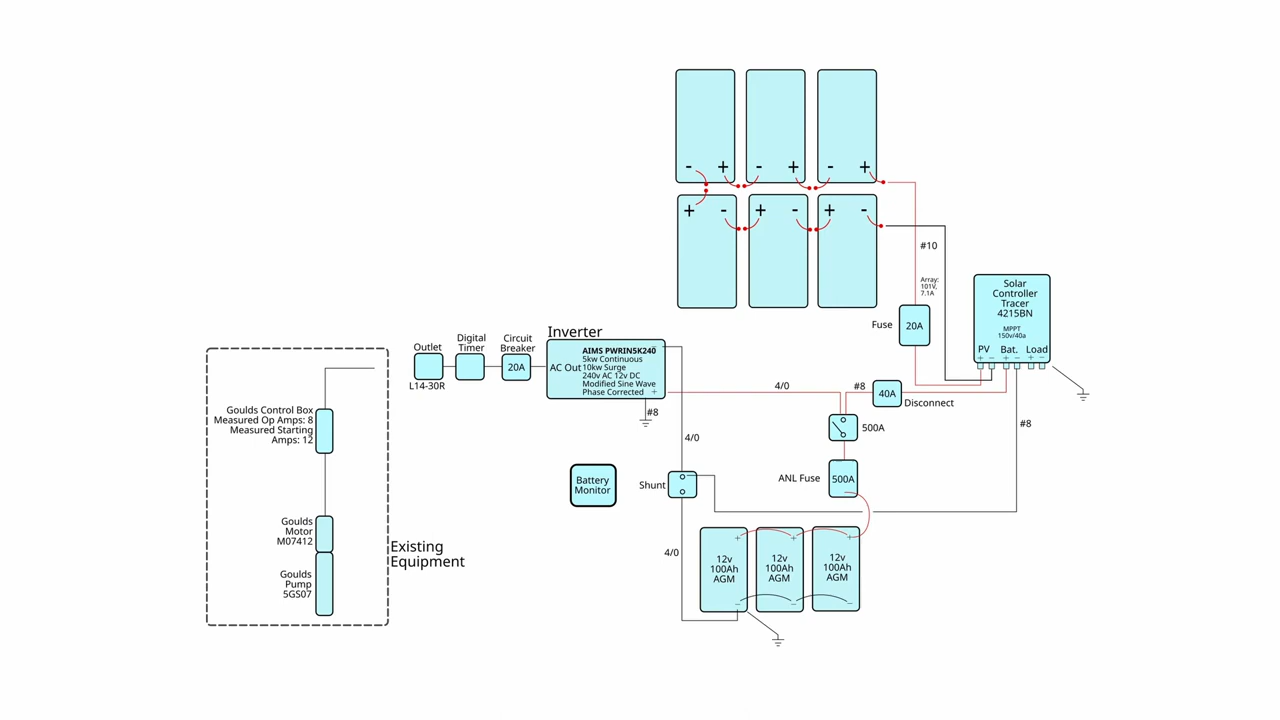 - + - + - +
+ - + - + -
#10
Array:
101V,
7.1A
Fuse
20A
Solar
Controller
Tracer
4215BN
MPPT
150v/40a
PV Bat. Load
+ - + - + -
Inverter
AIMS PWRIN5K240
5kw Continuous
10kw Surge
240v AC 12v DC
Modified Sine Wave
Phase Corrected
AC Out
-
+
#8
Outlet
L14-30R
Digital
Timer
Circuit
Breaker
20A
4/0
#8
40A
Disconnect
500A
#8
4/0
ANL Fuse
500A
Battery
Monitor
Shunt
4/0
+ + +
12v
100Ah
AGM
12v
100Ah
AGM
12v
100Ah
AGM
- - -
Goulds Control Box
Measured Op Amps: 8
Measured Starting
Amps: 12
Goulds
Motor
M07412
Goulds
Pump
5GS07
Existing
Equipment